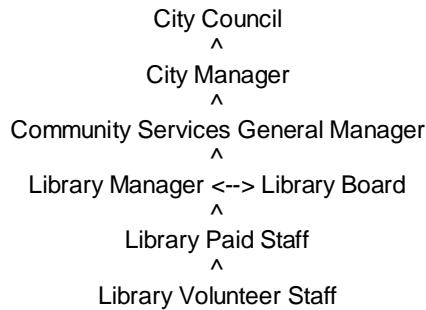 City Council
^
City Manager
^
Community Services General Manager
^
Library Manager <--> Library Board
^
Library Paid Staff
^
Library Volunteer Staff